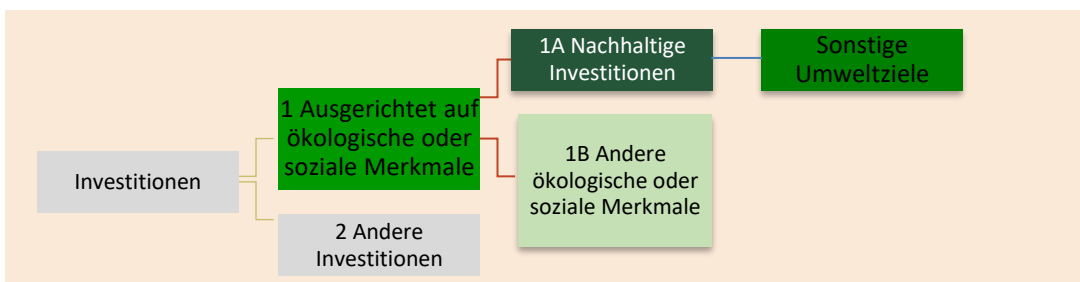 Investitionen
1 Ausgerichtet auf
ökologische oder
soziale Merkmale
2 Andere
Investitionen
1A Nachhaltige
Investitionen
1B Andere
ökologische oder
soziale Merkmale
Sonstige
Umweltziele